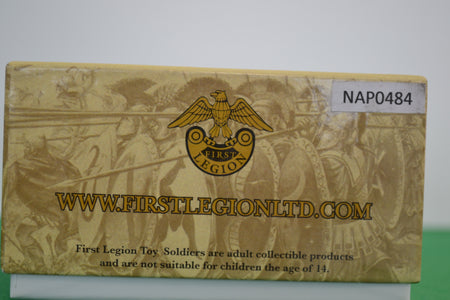 NAP0484
FIRST
LEGION
WWW.FIRSTLEGIONLTD.COM
First Legion Toy Soldiers are adult collectible products
and are not suitable for children the age of 14.